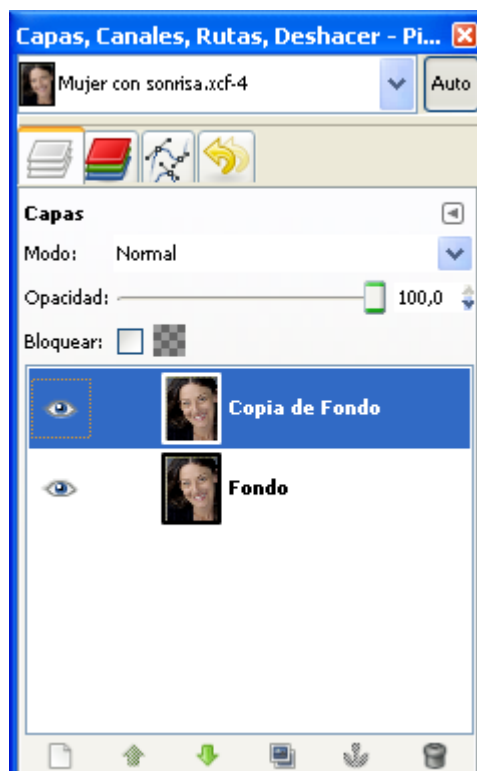 Capas, Canales, Rutas, Deshacer - Pi...
Mujer con sonrisa.xcf-4
Auto
Capas
Modo: Normal
Opacidad: 100,0
Bloquear:
Copia de Fondo
Fondo